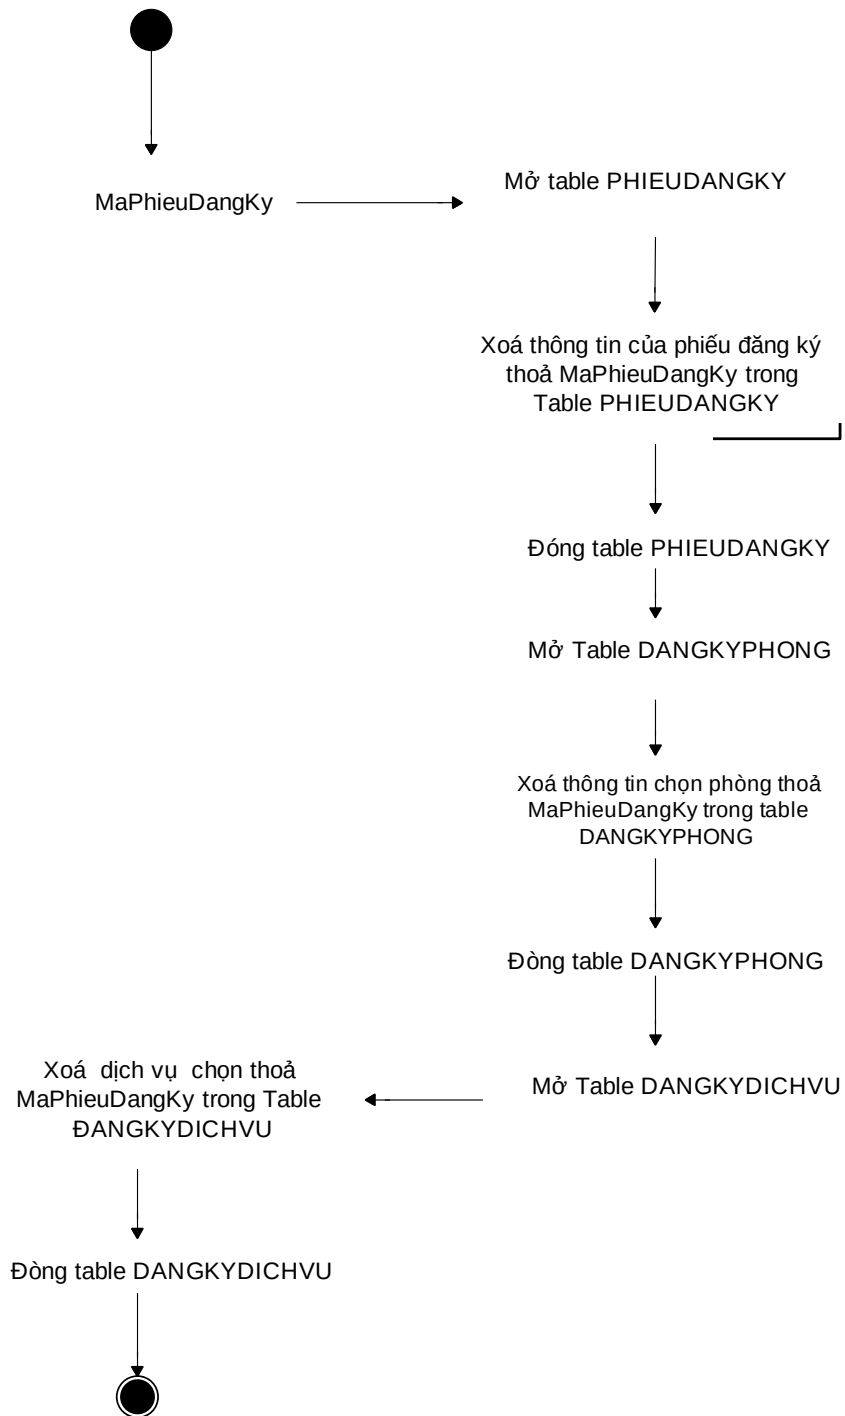 MaPhieuDangKy
Mở table PHIEUDANGKY
Xoá thông tin của phiếu đăng ký
thoả MaPhieuDangKy trong
Table PHIEUDANGKY
Đóng table PHIEUDANGKY
Mở Table DANGKYPHONG
Xoá thông tin chọn phòng thoả
MaPhieuDangKy trong table
DANGKYPHONG
Đòng table DANGKYPHONG
Mở Table DANGKYDICHVU
Xoá dịch vụ chọn thoả
MaPhieuDangKy trong Table
ĐANGKYDICHVU
Đòng table DANGKYDICHVU